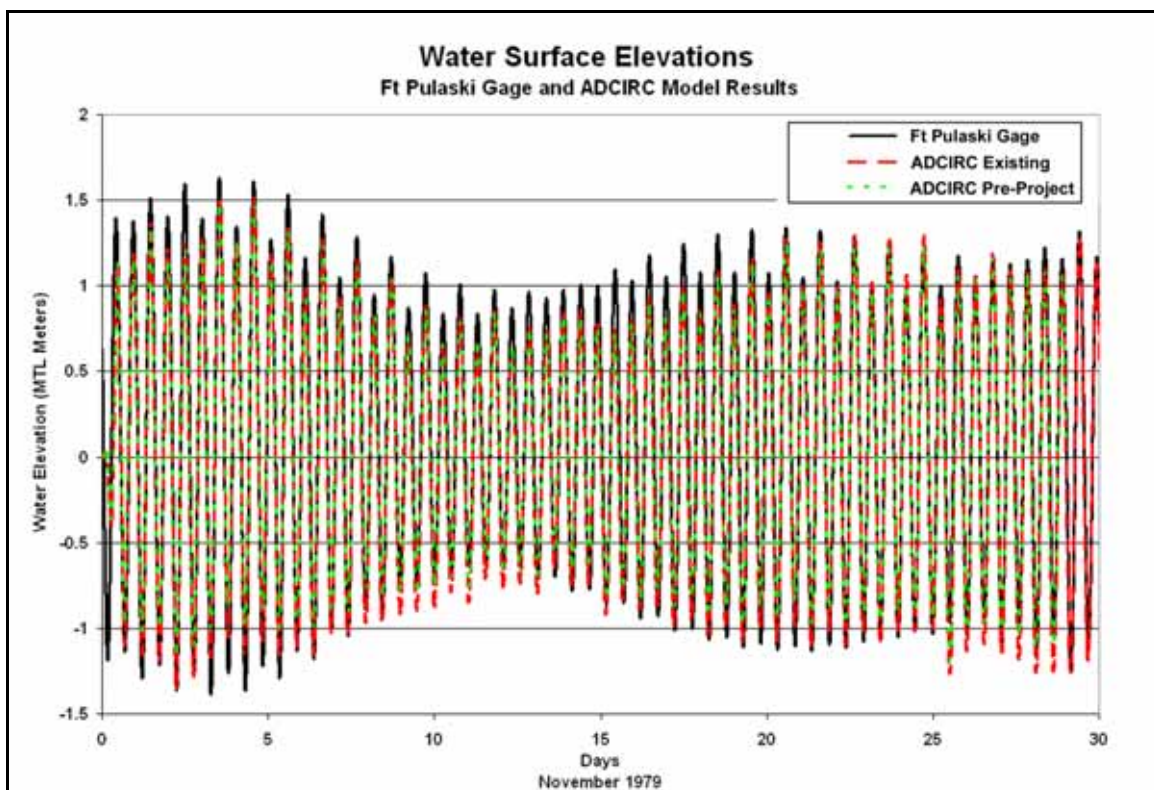 Water Surface Elevations
Ft Pulaski Gage and ADCIRC Model Results
Ft Pulaski Gage
ADCIRC Existing
ADCIRC Pre-Project
Water Elevation (MTL Meters)
2
1.5
1
0.5
0
-0.5
-1
-1.5
0 5 10 15 20 25 30
Days
November 1979